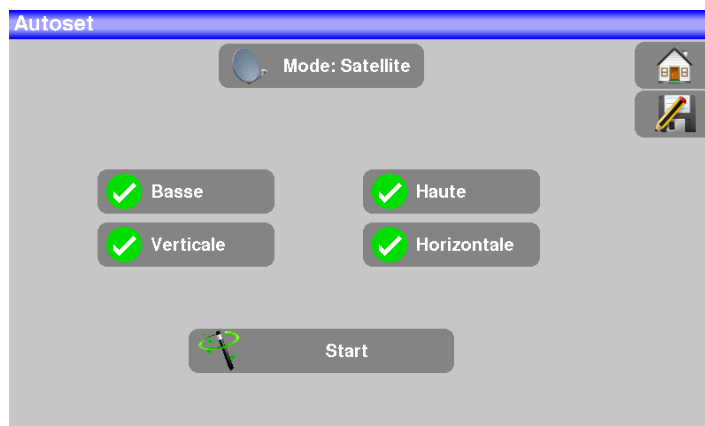 Autoset
Mode: Satellite
Basse
Haute
Verticale
Horizontale
Start